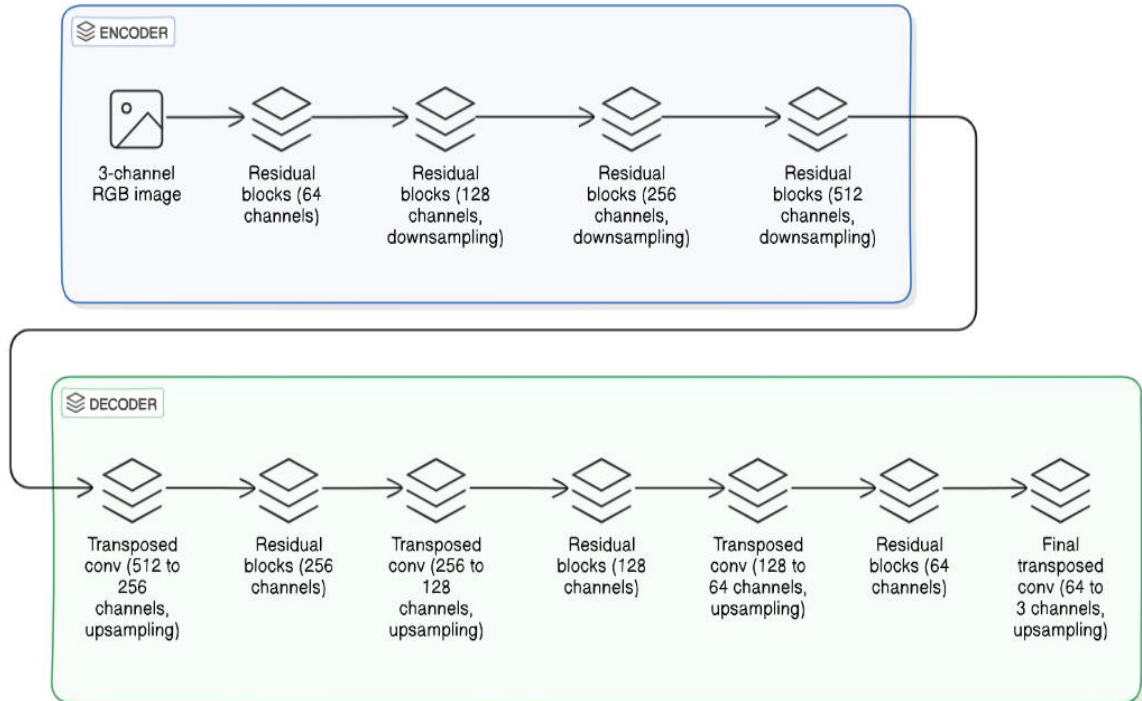 ENCODER
3-channel
RGB image
Residual
blocks (64
channels)
Residual
blocks (128
channels,
downsampling)
Residual
blocks (256
channels,
downsampling)
Residual
blocks (512
channels,
downsampling)
DECODER
Transposed
conv (512 to
256
channels,
upsampling)
Residual
blocks (256
channels)
Transposed
conv (256 to
128
channels,
upsampling)
Residual
blocks (128
channels)
Transposed
conv (128 to
64 channels,
upsampling)
Residual
blocks (64
channels)
Final
transposed
conv (64 to
3 channels,
upsampling)